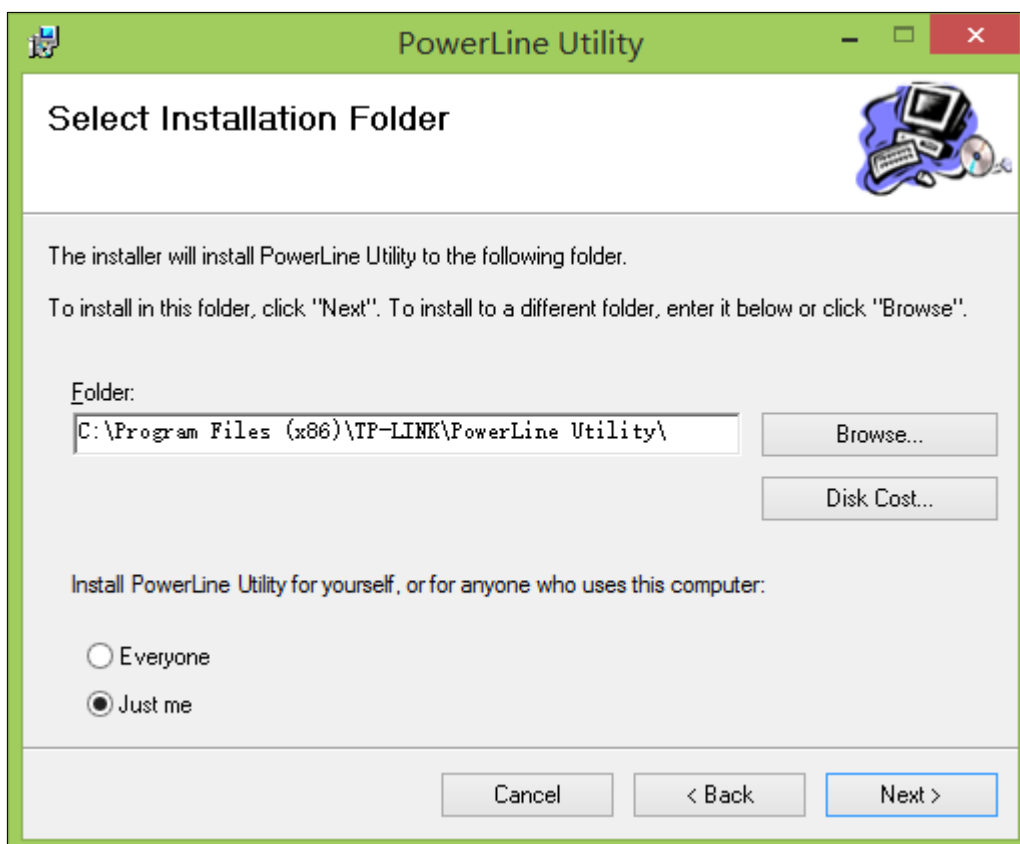 PowerLine Utility
Select Installation Folder
The installer will install PowerLine Utility to the following folder.
To install in this folder, click "Next". To install to a different folder, enter it below or click "Browse".
Folder:
C:\Program Files (x86)\TP-LINK\PowerLine Utility\
Browse...
Disk Cost...
Install PowerLine Utility for yourself, or for anyone who uses this computer:
Everyone
Just me
Cancel
< Back
Next >